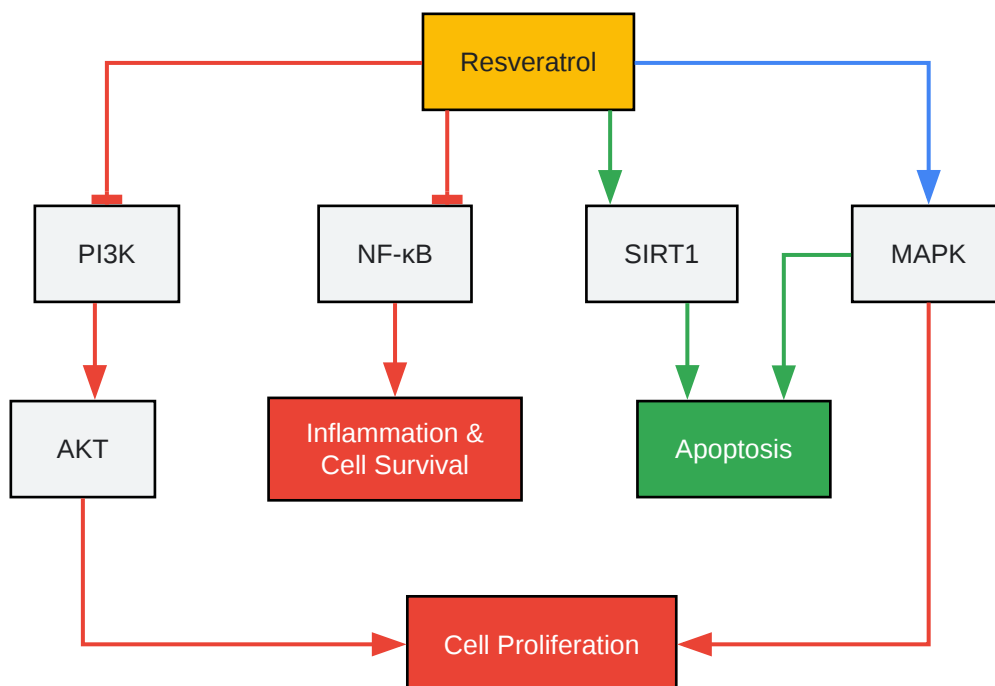 Resveratrol
PI3K
NF-κB
SIRT1
MAPK
AKT
Inflammation &
Cell Survival
Apoptosis
Cell Proliferation